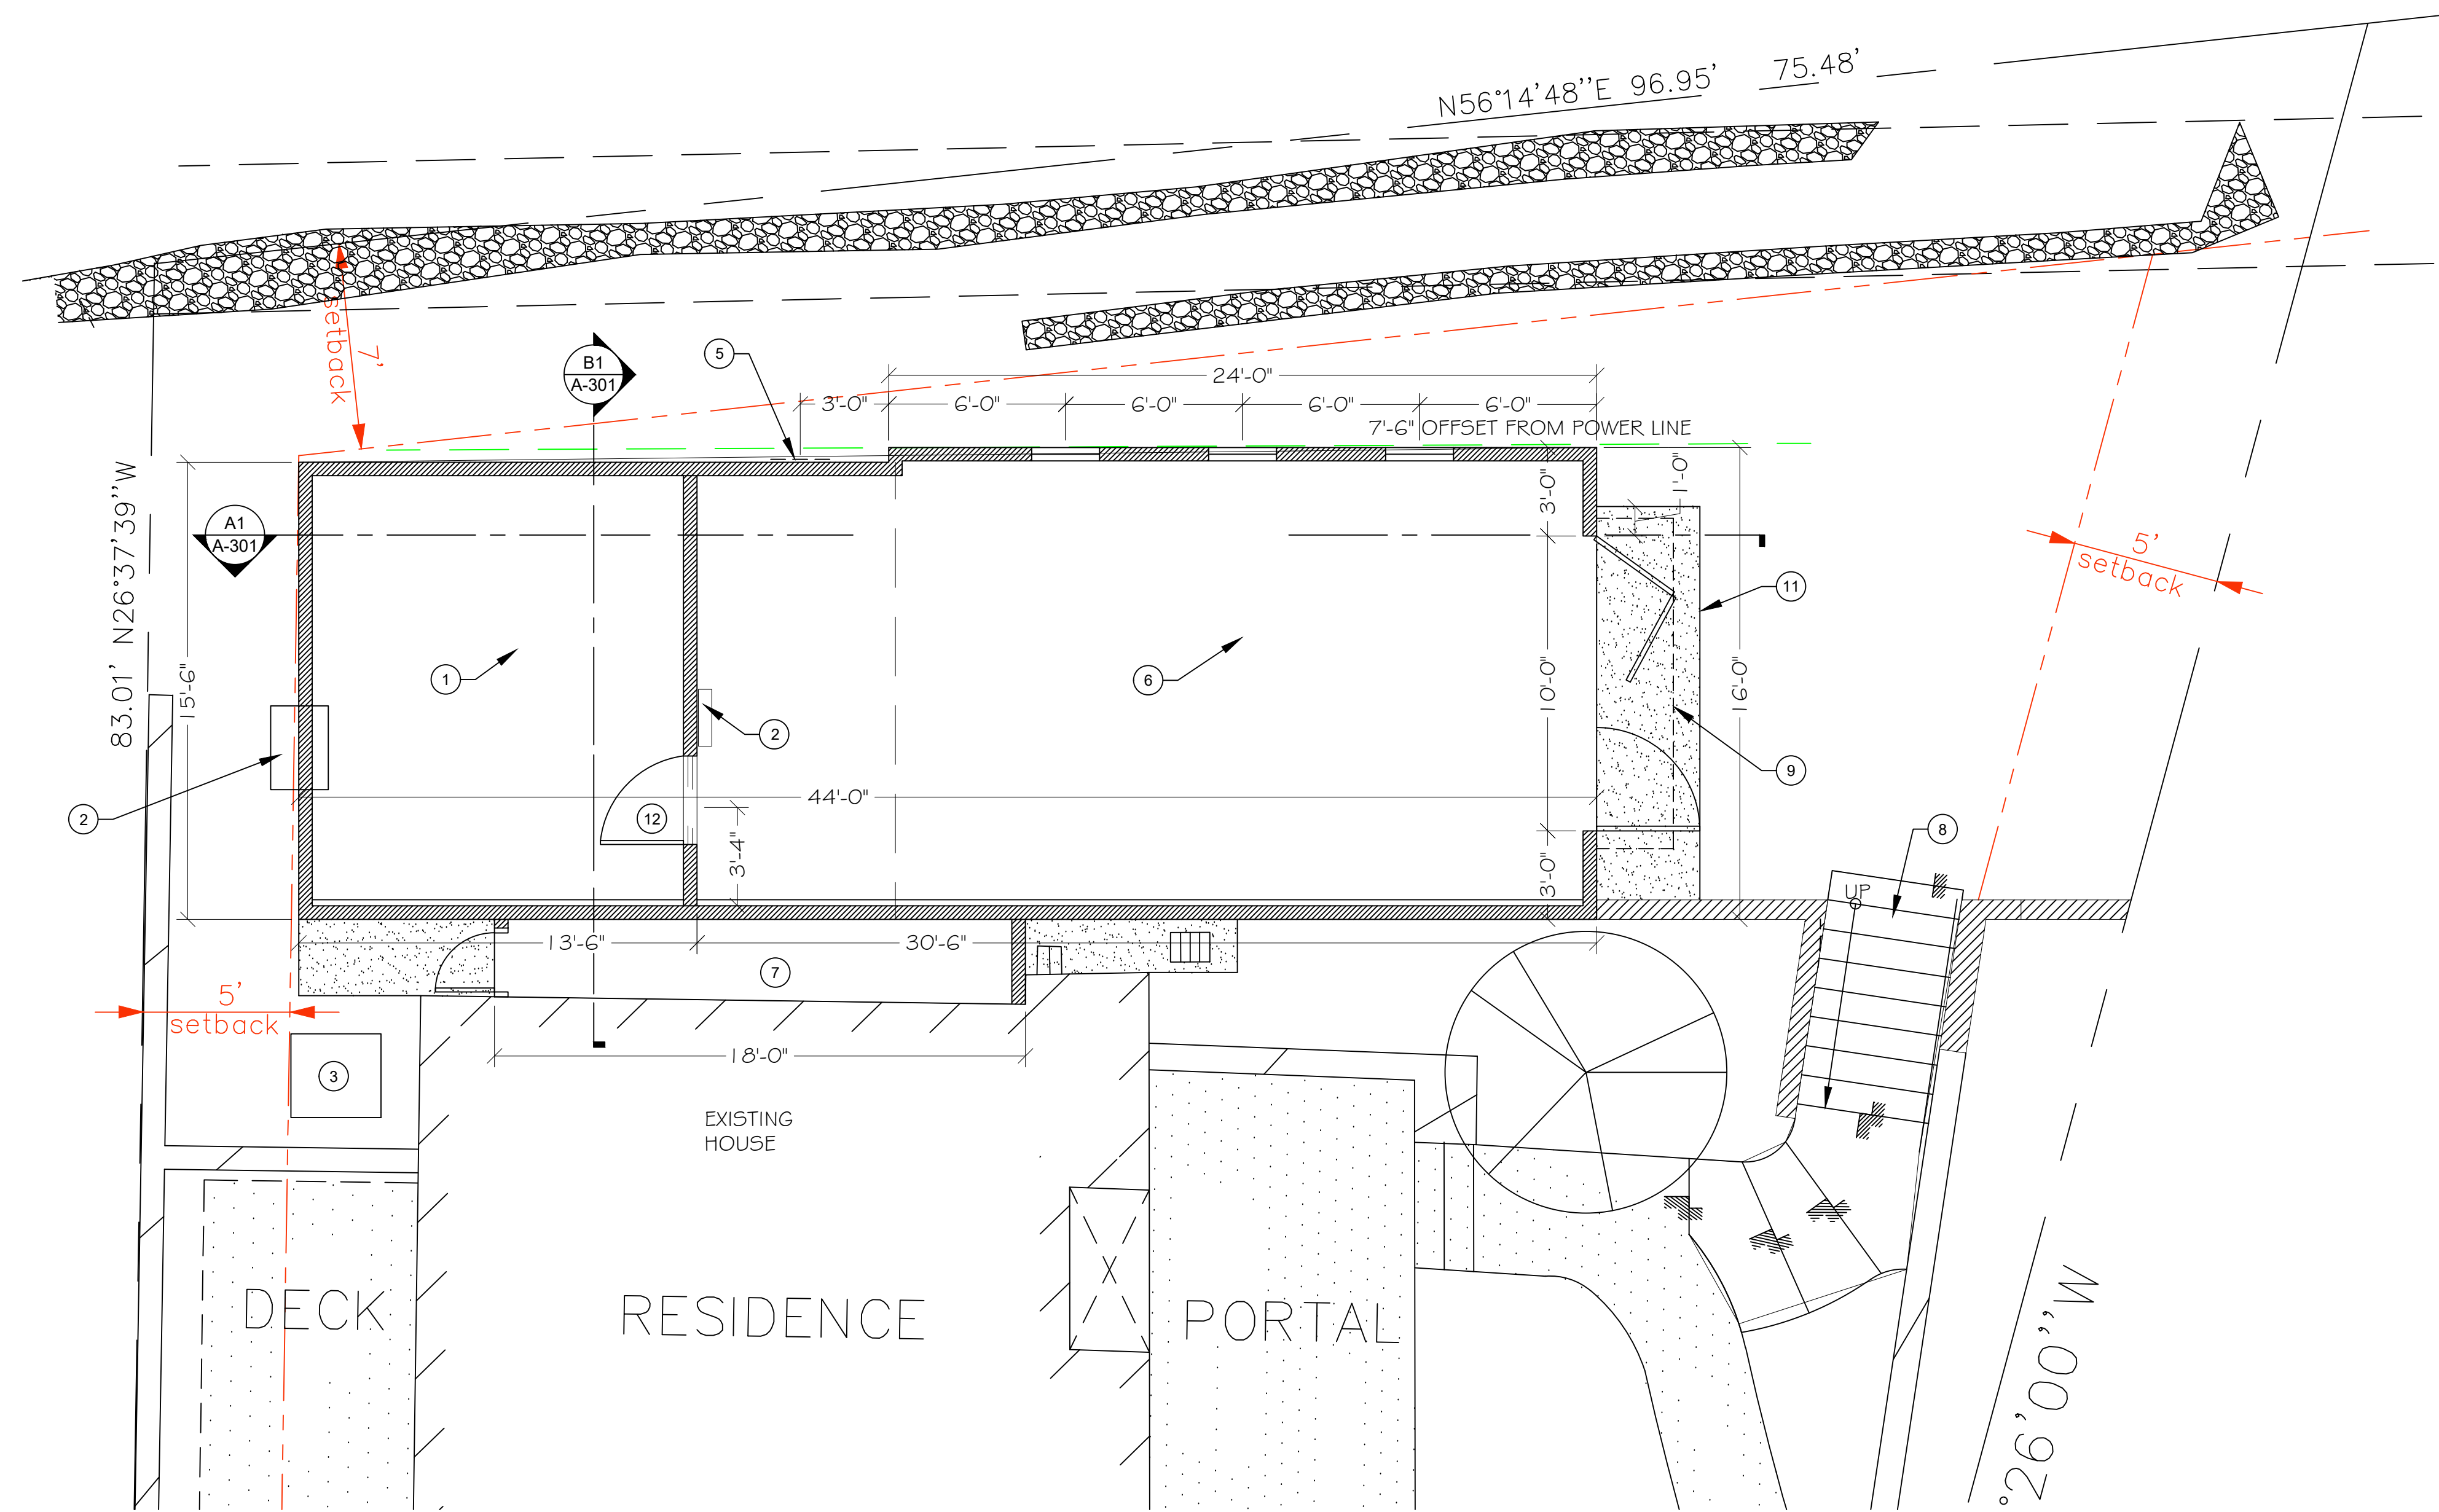 N56°14'48''E 96.95' 75.48'
7'
setback
B1
A-301
5
24'-0"
3'-0"
6'-0"
6'-0"
6'-0"
6'-0"
7'-6" OFFSET FROM POWER LINE
83.01' N26°37'39''W
15'-6"
A1
A-301
3'-0"
1'-0"
5'
setback
11
1
6
10'-0"
16'-0"
2
9
2
44'-0"
12
3'-4"
3'-0"
8
UP
13'-6"
30'-6"
7
5'
setback
18'-0"
3
EXISTING
HOUSE
DECK
RESIDENCE
PORTAL
°26'00''W